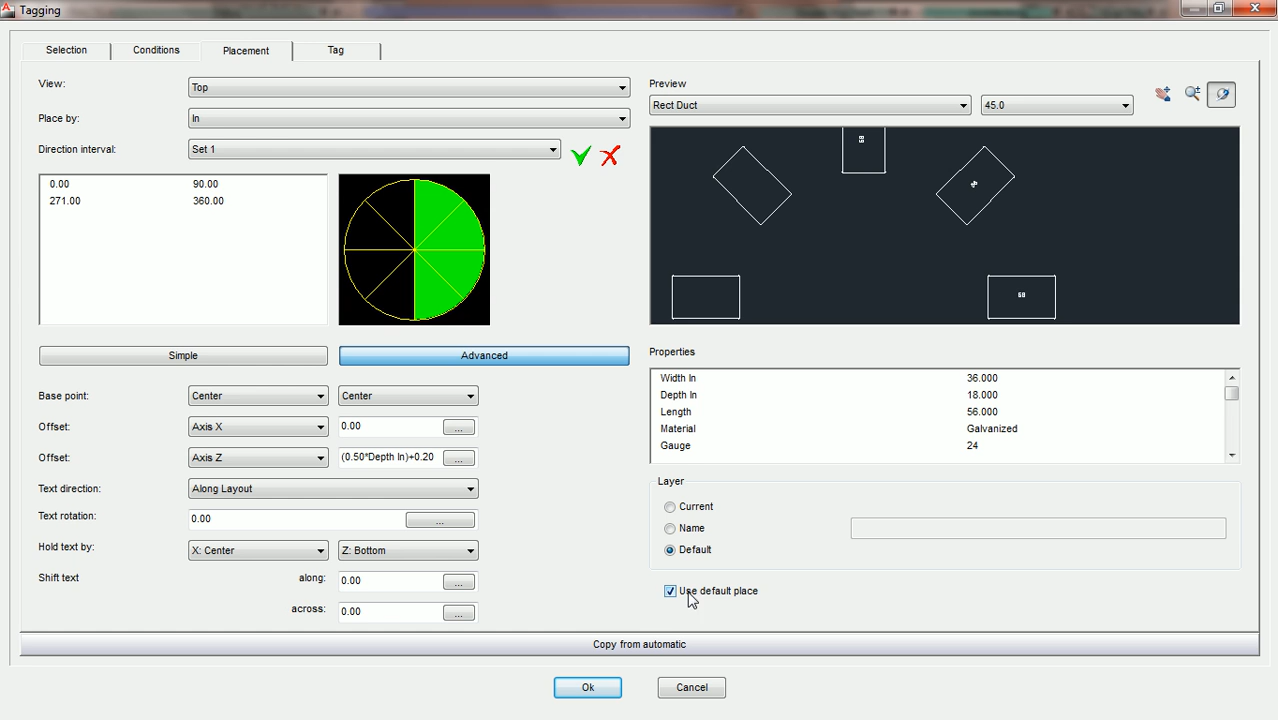 Tagging
Selection Conditions Placement Tag
View: Top
Place by: In
Direction interval: Set 1
0.00 90.00
271.00 360.00
Simple Advanced
Base point: Center Center
Offset: Axis X 0.00 ...
Offset: Axis Z (0.50*Depth In)+0.20 ...
Text direction: Along Layout
Text rotation: 0.00 ...
Hold text by: X: Center Z: Bottom
Shift text along: 0.00 ...
across: 0.00 ...
Preview
Rect Duct 45.0
Properties
Width In 36.000
Depth In 18.000
Length 56.000
Material Galvanized
Gauge 24
Layer
Current
Name
Default
Use default place
Copy from automatic
Ok Cancel